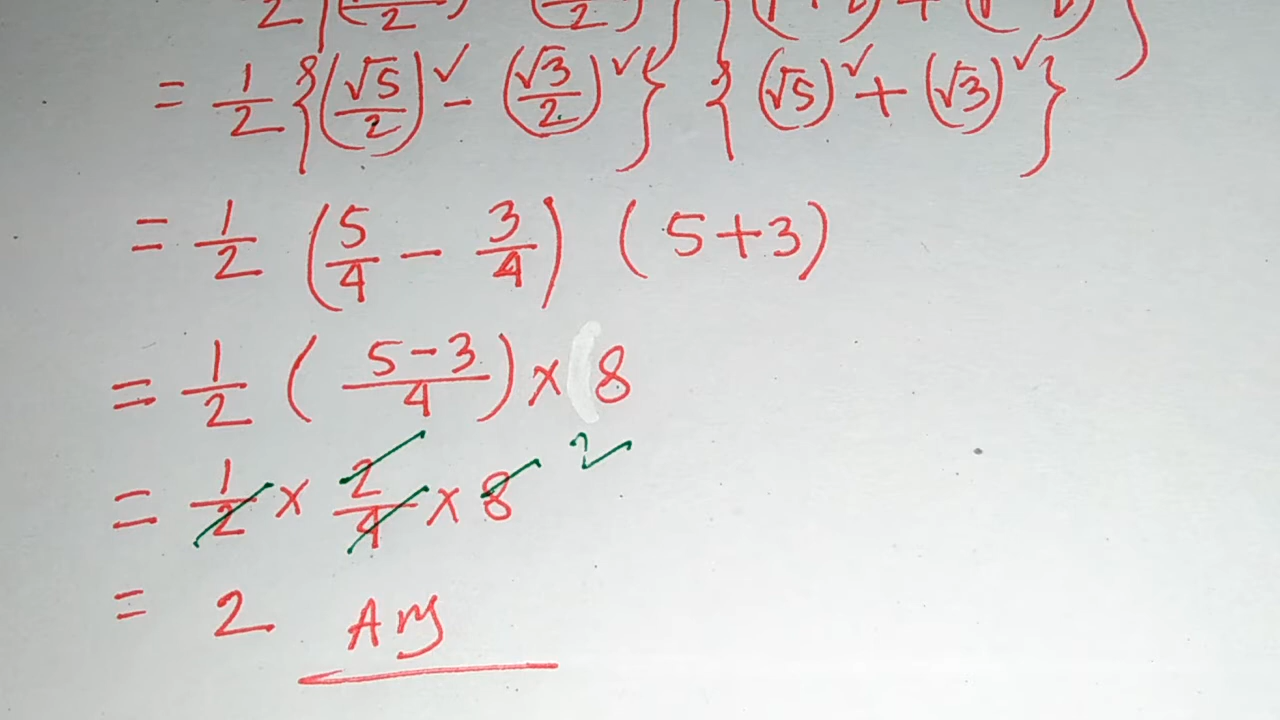 = 1/2 {(√5/2)² - (√3/2)²} {(√5)² + (√3)²}
= 1/2 (5/4 - 3/4) (5+3)
= 1/2 ( 5-3/4 ) × 8
= 1/2 × 2/4 × 8 2
= 2 Ans